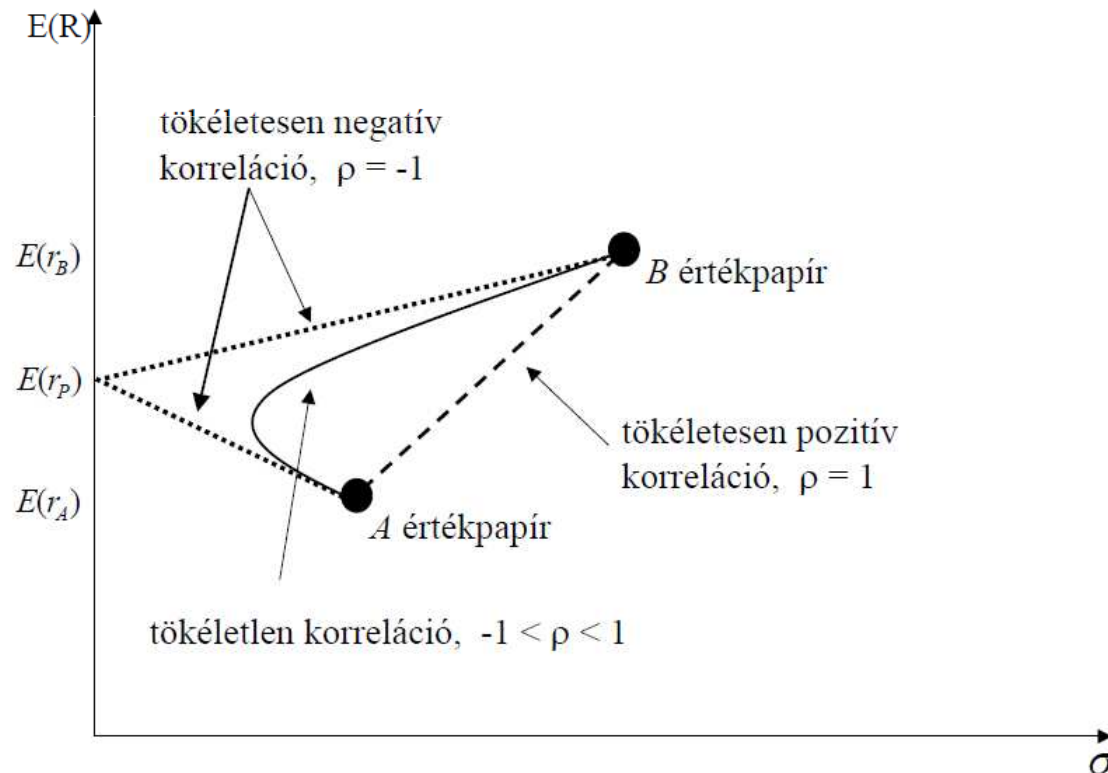 E(R)
tökéletesen negatív
korreláció, ρ = -1
E(r_B)
B értékpapír
E(r_P)
tökéletesen pozitív
korreláció, ρ = 1
E(r_A)
A értékpapír
tökéletlen korreláció, -1 < ρ < 1
σ